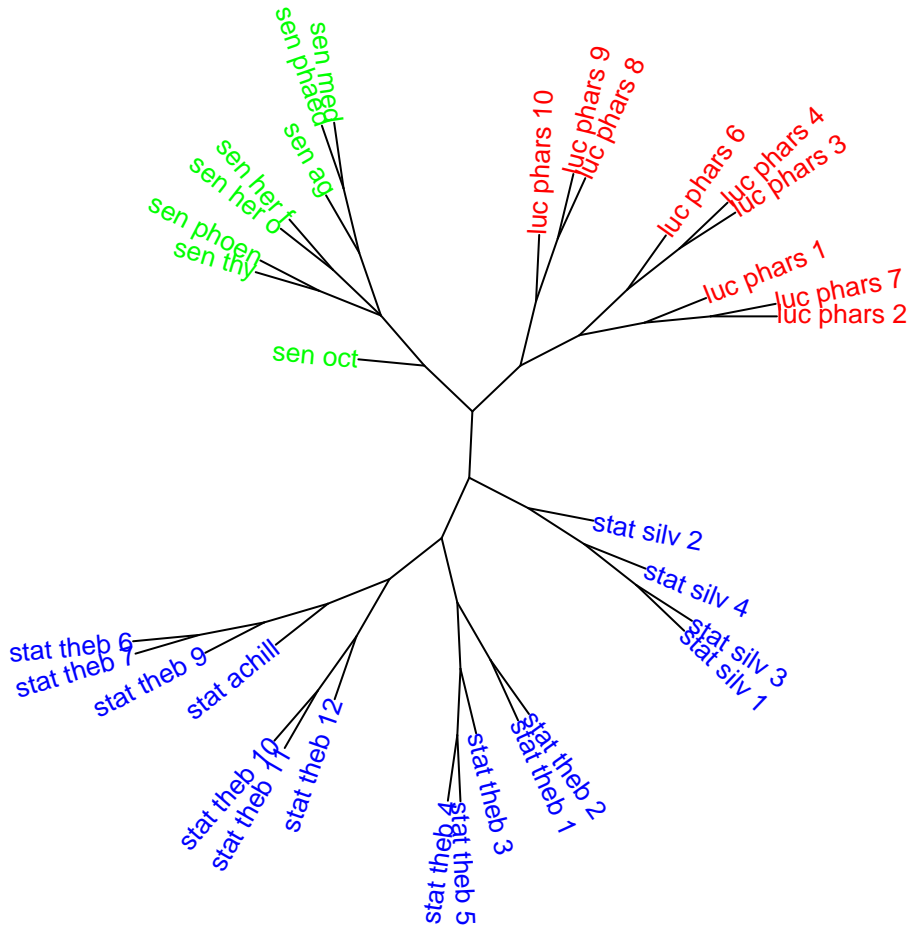 sen med
sen phaed
sen ag
sen her f
sen her o
sen phoen
sen thy
sen oct
luc phars 10
luc phars 9
luc phars 8
luc phars 6
luc phars 4
luc phars 3
luc phars 1
luc phars 7
luc phars 2
stat silv 2
stat silv 4
stat silv 3
stat silv 1
stat theb 2
stat theb 1
stat theb 3
stat theb 5
stat theb 4
stat theb 12
stat theb 11
stat theb 10
stat achill
stat theb 9
stat theb 7
stat theb 6